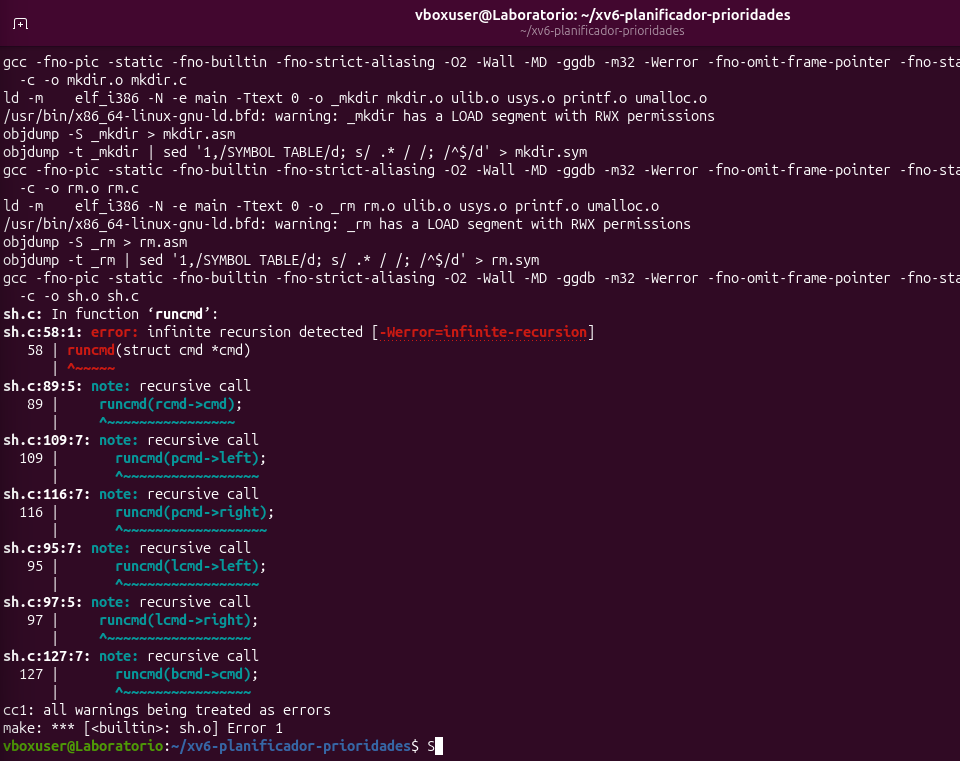 vboxuser@Laboratorio: ~/xv6-planificador-prioridades
~/xv6-planificador-prioridades
gcc -fno-pic -static -fno-builtin -fno-strict-aliasing -O2 -Wall -MD -ggdb -m32 -Werror -fno-omit-frame-pointer -fno-sta
-c -o mkdir.o mkdir.c
ld -m    elf_i386 -N -e main -Ttext 0 -o _mkdir mkdir.o ulib.o usys.o printf.o umalloc.o
/usr/bin/x86_64-linux-gnu-ld.bfd: warning: _mkdir has a LOAD segment with RWX permissions
objdump -S _mkdir > mkdir.asm
objdump -t _mkdir | sed '1,/SYMBOL TABLE/d; s/ .* / /; /^$/d' > mkdir.sym
gcc -fno-pic -static -fno-builtin -fno-strict-aliasing -O2 -Wall -MD -ggdb -m32 -Werror -fno-omit-frame-pointer -fno-sta
-c -o rm.o rm.c
ld -m    elf_i386 -N -e main -Ttext 0 -o _rm rm.o ulib.o usys.o printf.o umalloc.o
/usr/bin/x86_64-linux-gnu-ld.bfd: warning: _rm has a LOAD segment with RWX permissions
objdump -S _rm > rm.asm
objdump -t _rm | sed '1,/SYMBOL TABLE/d; s/ .* / /; /^$/d' > rm.sym
gcc -fno-pic -static -fno-builtin -fno-strict-aliasing -O2 -Wall -MD -ggdb -m32 -Werror -fno-omit-frame-pointer -fno-sta
-c -o sh.o sh.c
sh.c: In function ‘runcmd’:
sh.c:58:1: error: infinite recursion detected [-Werror=infinite-recursion]
58 | runcmd(struct cmd *cmd)
| ^~~~~~
sh.c:89:5: note: recursive call
89 |     runcmd(rcmd->cmd);
|     ^~~~~~~~~~~~~~~~~
sh.c:109:7: note: recursive call
109 |       runcmd(pcmd->left);
|       ^~~~~~~~~~~~~~~~~~
sh.c:116:7: note: recursive call
116 |       runcmd(pcmd->right);
|       ^~~~~~~~~~~~~~~~~~~
sh.c:95:7: note: recursive call
95 |       runcmd(lcmd->left);
|       ^~~~~~~~~~~~~~~~~~
sh.c:97:5: note: recursive call
97 |     runcmd(lcmd->right);
|     ^~~~~~~~~~~~~~~~~~~
sh.c:127:7: note: recursive call
127 |       runcmd(bcmd->cmd);
|       ^~~~~~~~~~~~~~~~~
cc1: all warnings being treated as errors
make: *** [<builtin>: sh.o] Error 1
vboxuser@Laboratorio:~/xv6-planificador-prioridades$ S